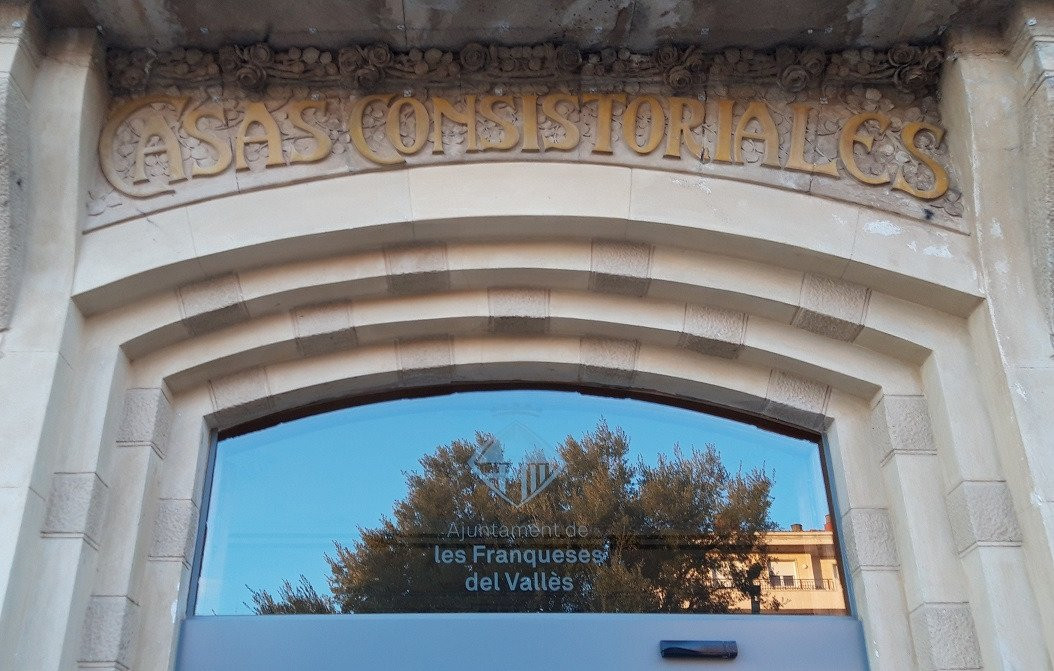 CASAS CONSISTORIALES
Ajuntament de
les Franqueses
del Vallès